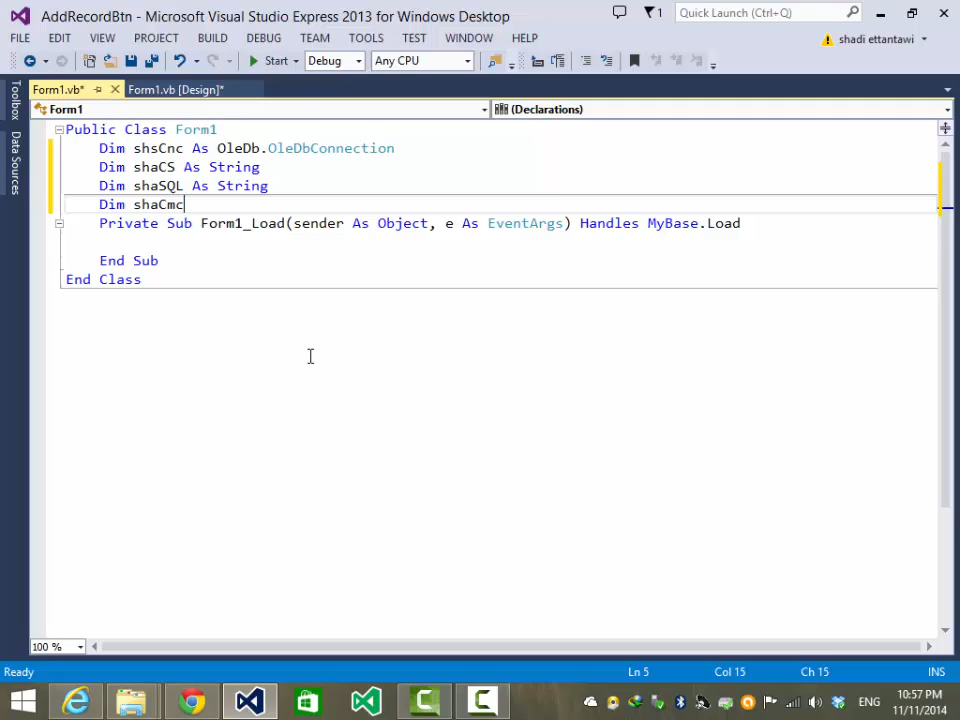 AddRecordBtn - Microsoft Visual Studio Express 2013 for Windows Desktop
1
Quick Launch (Ctrl+Q)
FILE EDIT VIEW PROJECT BUILD DEBUG TEAM TOOLS TEST WINDOW HELP
shadi ettantawi
Start Debug Any CPU
Toolbox
Data Sources
Form1.vb* Form1.vb [Design]*
Form1 (Declarations)
Public Class Form1
Dim shsCnc As OleDb.OleDbConnection
Dim shaCS As String
Dim shaSQL As String
Dim shaCmc
Private Sub Form1_Load(sender As Object, e As EventArgs) Handles MyBase.Load
End Sub
End Class
100 %
Ready Ln 5 Col 15 Ch 15 INS
ENG 10:57 PM
11/11/2014